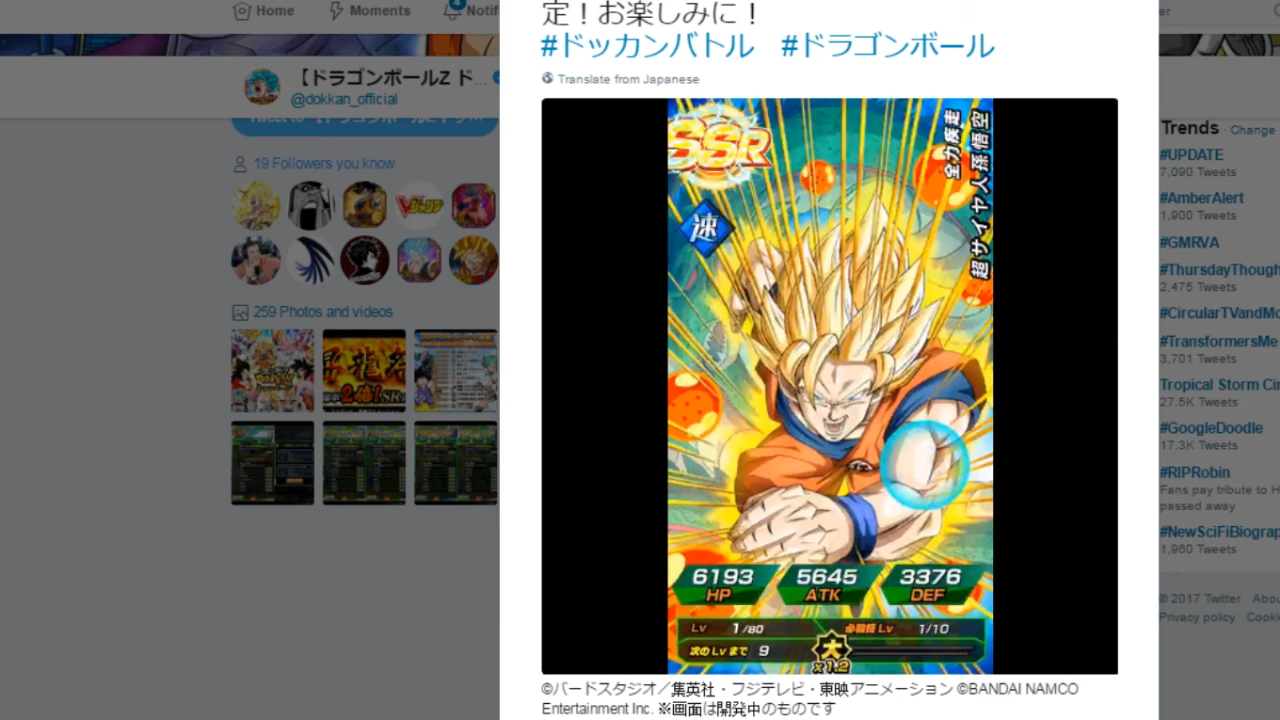 Home
Moments
Notif
er
定！お楽しみに！
#ドッカンバトル #ドラゴンボール
Translate from Japanese
【ドラゴンボールZ ド...
@dokkan_official
19 Followers you know
259 Photos and videos
SSR
速
全力疾走
超サイヤ人孫悟空
6193
HP
5645
ATK
3376
DEF
Lv 1/80
必殺技Lv 1/10
次のLvまで 9
大
x1.2
©バードスタジオ／集英社・フジテレビ・東映アニメーション ©BANDAI NAMCO
Entertainment Inc. ※画面は開発中のものです
Trends · Change
#UPDATE
7,090 Tweets
#AmberAlert
1,900 Tweets
#GMRVA
#ThursdayThough
2,475 Tweets
#CircularTVandMo
#TransformersMe
3,701 Tweets
Tropical Storm Cin
27.5K Tweets
#GoogleDoodle
17.3K Tweets
#RIPRobin
Fans pay tribute to H
passed away
#NewSciFiBiograp
1,960 Tweets
© 2017 Twitter Abou
Privacy policy Cook